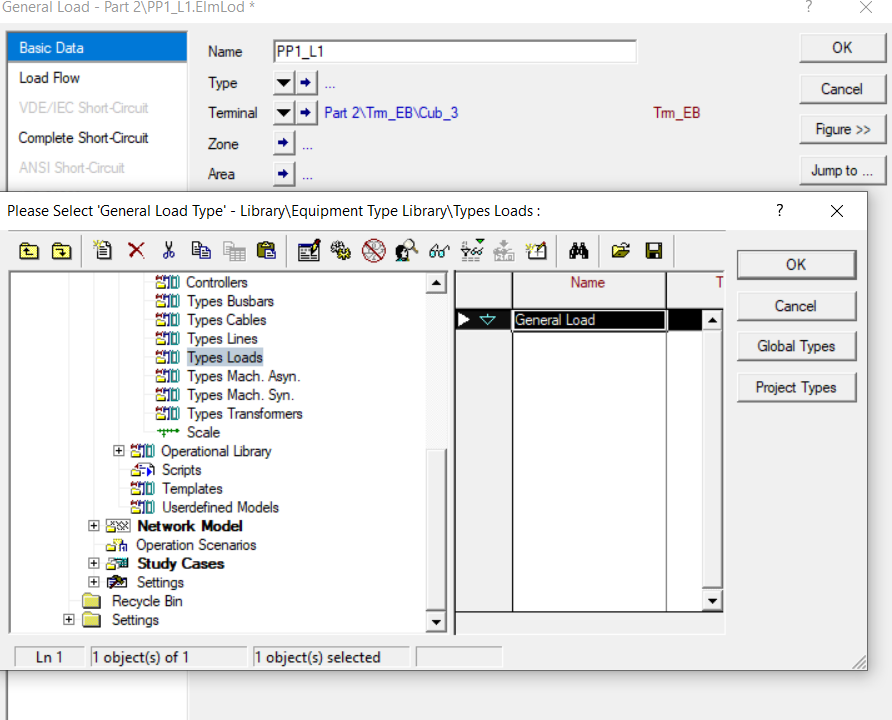 General Load - Part 2\PP1_L1.ElmLod *
?
Basic Data
Load Flow
VDE/IEC Short-Circuit
Complete Short-Circuit
ANSI Short-Circuit
Name PP1_L1
Type ...
Terminal Part 2\Trm_EB\Cub_3 Trm_EB
Zone ...
Area ...
OK
Cancel
Figure >>
Jump to ...
Please Select 'General Load Type' - Library\Equipment Type Library\Types Loads :
?
Controllers
Types Busbars
Types Cables
Types Lines
Types Loads
Types Mach. Asyn.
Types Mach. Syn.
Types Transformers
Scale
Operational Library
Scripts
Templates
Userdefined Models
Network Model
Operation Scenarios
Study Cases
Settings
Recycle Bin
Settings
Name T
General Load
OK
Cancel
Global Types
Project Types
Ln 1 1 object(s) of 1 1 object(s) selected